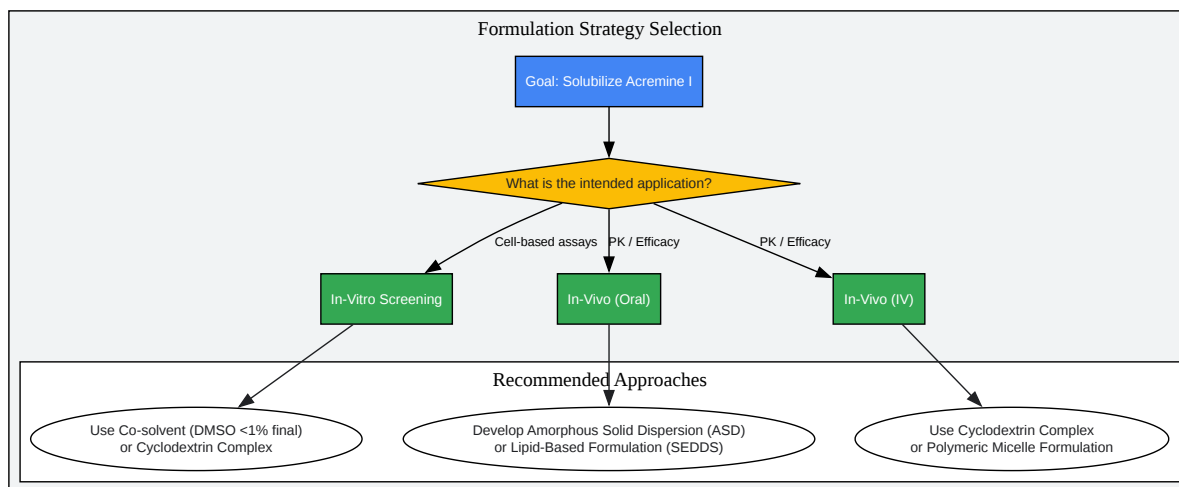 Formulation Strategy Selection
Goal: Solubilize Acremine I
What is the intended application?
Cell-based assays
PK / Efficacy
PK / Efficacy
In-Vitro Screening
In-Vivo (Oral)
In-Vivo (IV)
Recommended Approaches
Use Co-solvent (DMSO <1% final)
or Cyclodextrin Complex
Develop Amorphous Solid Dispersion (ASD)
or Lipid-Based Formulation (SEDDS)
Use Cyclodextrin Complex
or Polymeric Micelle Formulation